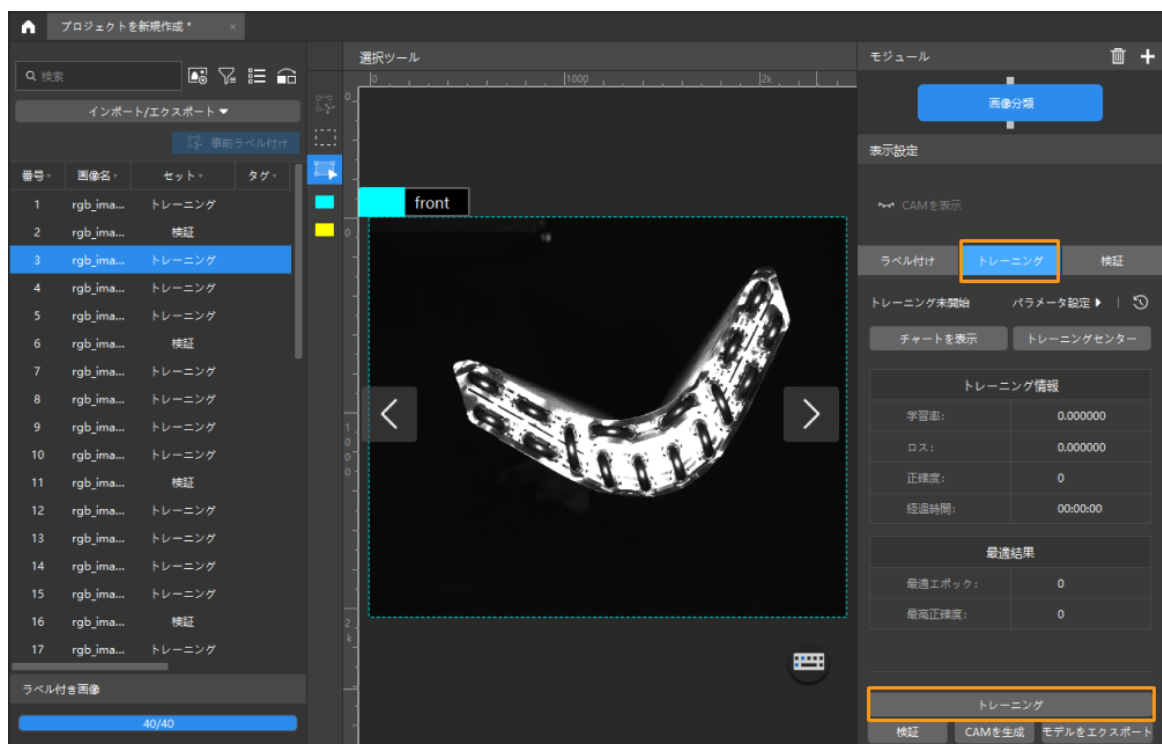 プロジェクトを新規作成 * ×
検索
インポート/エクスポート ▼
事前ラベル付け
番号 画像名 セット タグ
1 rgb_ima... トレーニング
2 rgb_ima... 検証
3 rgb_ima... トレーニング
4 rgb_ima... トレーニング
5 rgb_ima... トレーニング
6 rgb_ima... 検証
7 rgb_ima... トレーニング
8 rgb_ima... トレーニング
9 rgb_ima... トレーニング
10 rgb_ima... トレーニング
11 rgb_ima... 検証
12 rgb_ima... トレーニング
13 rgb_ima... トレーニング
14 rgb_ima... トレーニング
15 rgb_ima... トレーニング
16 rgb_ima... 検証
17 rgb_ima... トレーニング
ラベル付き画像
40/40
選択ツール
0 1000 2k
0
front
0
1000
2k
モジュール
画像分類
表示設定
CAMを表示
ラベル付け トレーニング 検証
トレーニング未開始 パラメータ設定
チャートを表示 トレーニングセンター
トレーニング情報
学習率: 0.000000
ロス: 0.000000
正確度: 0
経過時間: 00:00:00
最適結果
最適エポック: 0
最高正確度: 0
トレーニング
検証 CAMを生成 モデルをエクスポート